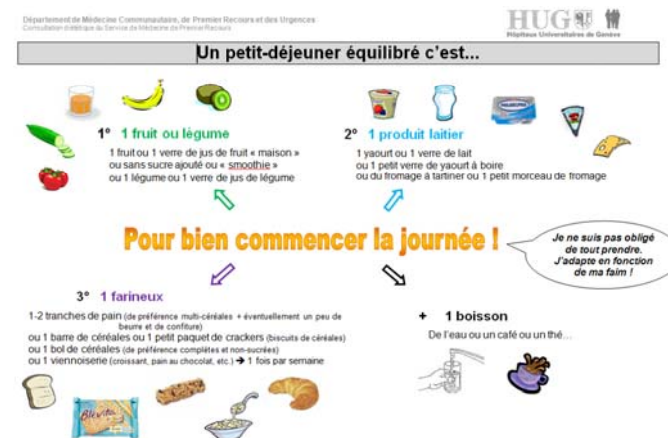 Département de Médecine Communautaire, de Premier Recours et des Urgences
Consultation diététique du Service de Médecine de Premier Recours
HUG
Hôpitaux Universitaires de Genève
Un petit-déjeuner équilibré c'est...
1° 1 fruit ou légume
1 fruit ou 1 verre de jus de fruit « maison »
ou sans sucre ajouté ou « smoothie »
ou 1 légume ou 1 verre de jus de légume
2° 1 produit laitier
1 yaourt ou 1 verre de lait
ou 1 petit verre de yaourt à boire
ou du fromage à tartiner ou 1 petit morceau de fromage
PHILADELPHIA
Pour bien commencer la journée !
Je ne suis pas obligé
de tout prendre.
J'adapte en fonction
de ma faim !
3° 1 farineux
1-2 tranches de pain (de préférence multi-céréales + éventuellement un peu de
beurre et de confiture)
ou 1 barre de céréales ou 1 petit paquet de crackers (biscuits de céréales)
ou 1 bol de céréales (de préférence complètes et non-sucrées)
ou 1 viennoiserie (croissant, pain au chocolat, etc.) → 1 fois par semaine
Blévita
+ 1 boisson
De l'eau ou un café ou un thé...